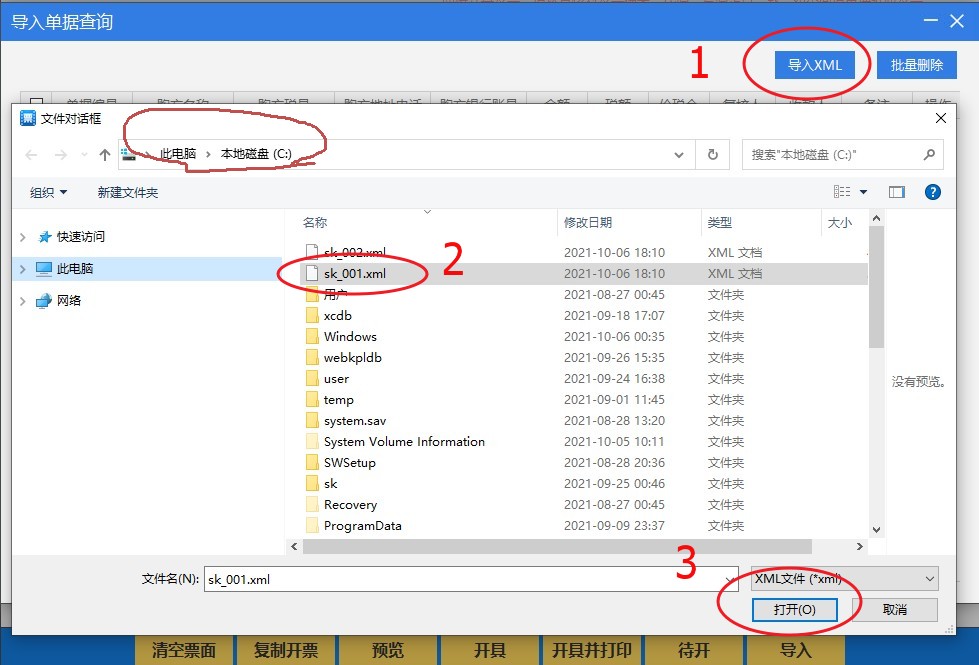 导入单据查询
1
导入XML
批量删除
文件对话框
此电脑 › 本地磁盘 (C:)
搜索"本地磁盘 (C:)"
组织
新建文件夹
名称 修改日期 类型 大小
快速访问
此电脑
网络
sk_002.xml 2021-10-06 18:10 XML 文档
2
sk_001.xml 2021-10-06 18:10 XML 文档
用户 2021-08-27 00:45 文件夹
xcdb 2021-09-18 17:07 文件夹
Windows 2021-10-06 00:35 文件夹
webkpldb 2021-09-26 15:35 文件夹
user 2021-09-24 16:38 文件夹
temp 2021-09-01 11:45 文件夹
system.sav 2021-08-28 13:20 文件夹
System Volume Information 2021-10-05 10:11 文件夹
SWSetup 2021-08-28 20:36 文件夹
sk 2021-09-25 00:46 文件夹
Recovery 2021-08-27 00:45 文件夹
ProgramData 2021-09-09 23:37 文件夹
没有预览。
3
文件名(N): sk_001.xml
XML文件 (*xml)
打开(O)
取消
清空票面 复制开票 预览 开具 开具并打印 待开 导入